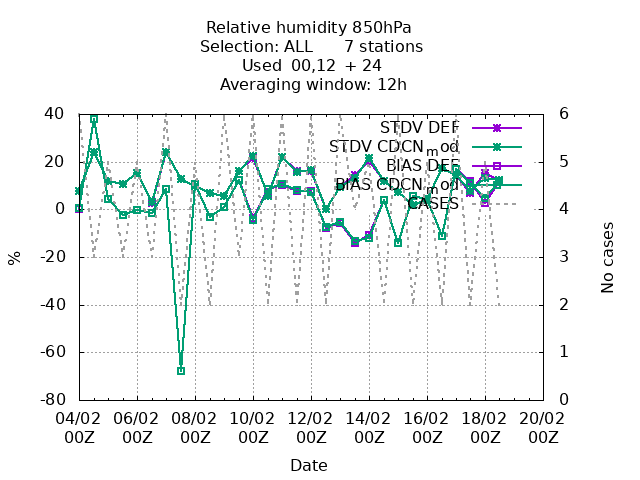 Relative humidity 850hPa
Selection: ALL 7 stations
Used 00,12 + 24
Averaging window: 12h
STDV DEF
STDV CDCNmod
BIAS DEF
BIAS CDCNmod
CASES
40
20
0
-20
-40
-60
-80
%
6
5
4
3
2
1
0
No cases
04/02 06/02 08/02 10/02 12/02 14/02 16/02 18/02 20/02
00Z 00Z 00Z 00Z 00Z 00Z 00Z 00Z 00Z
Date